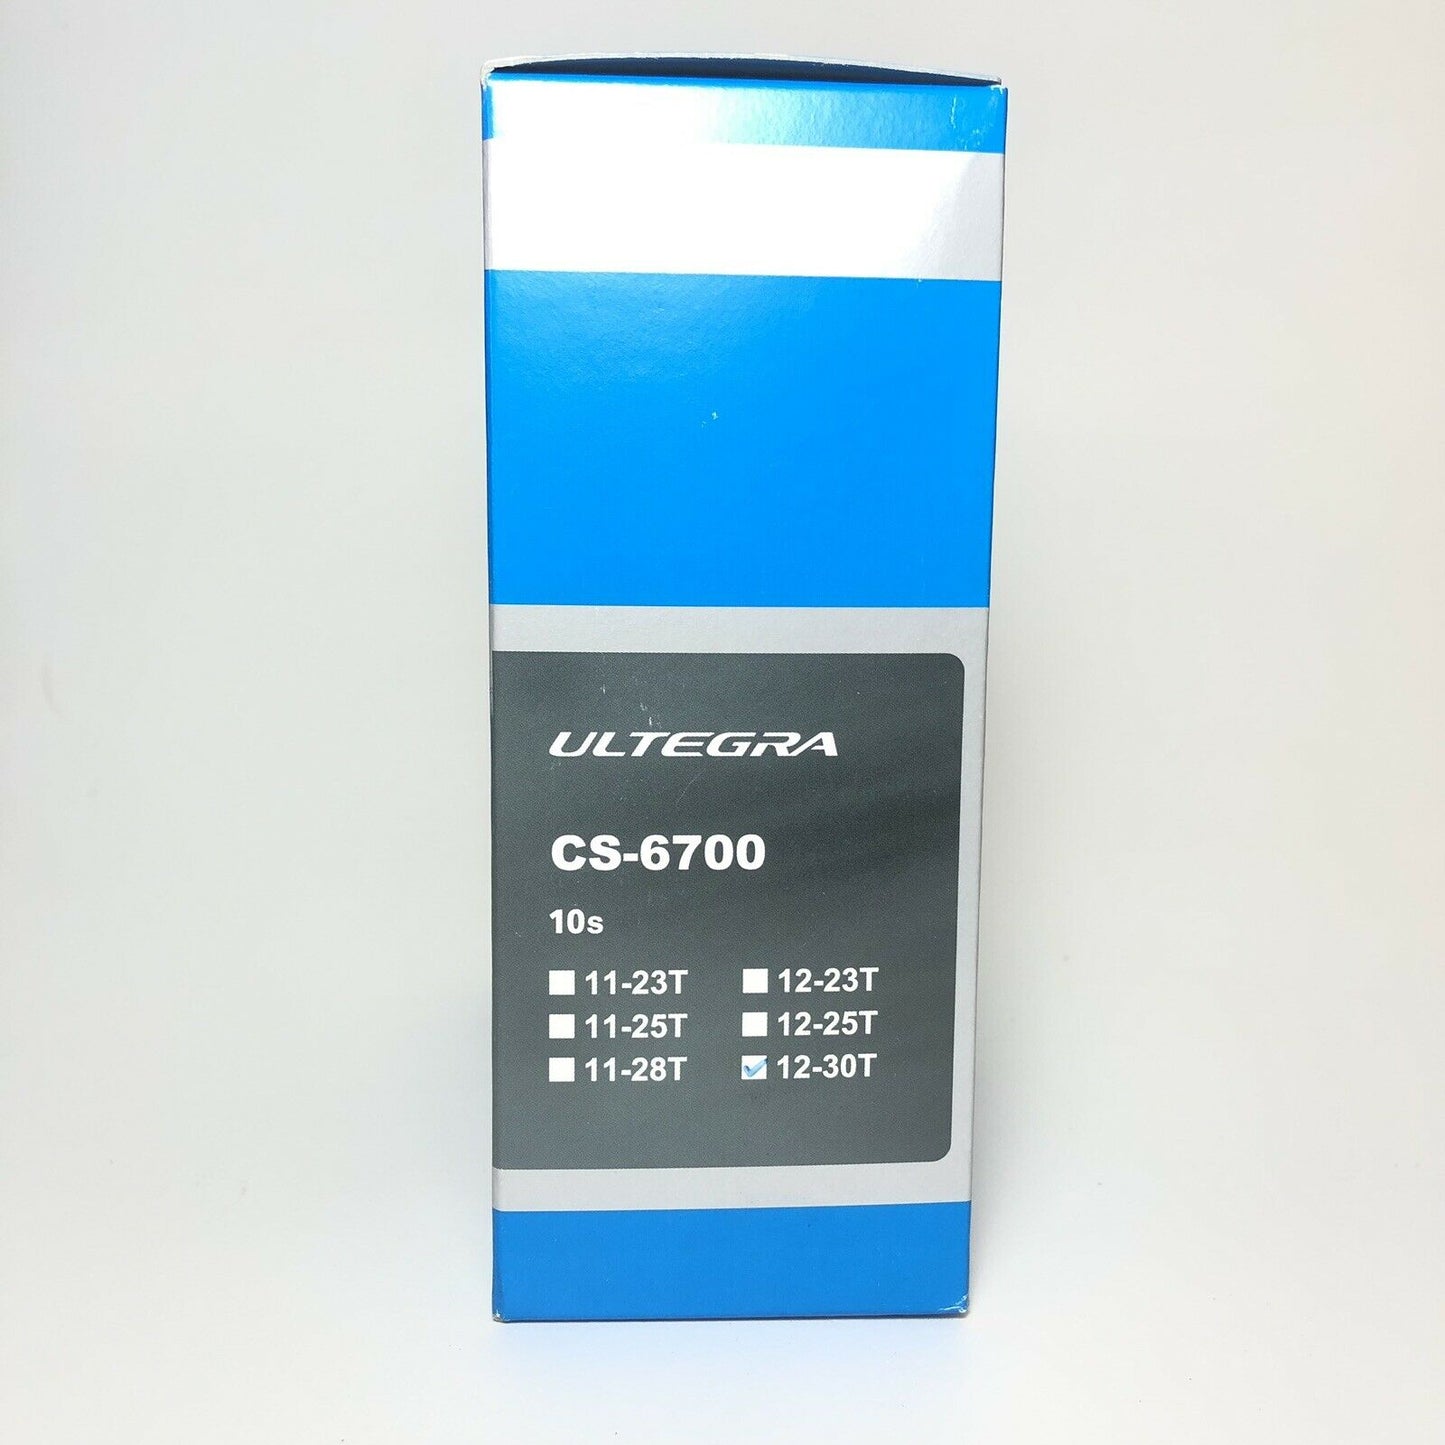 ULTEGRA
CS-6700
10s
11-23T 12-23T
11-25T 12-25T
11-28T 12-30T